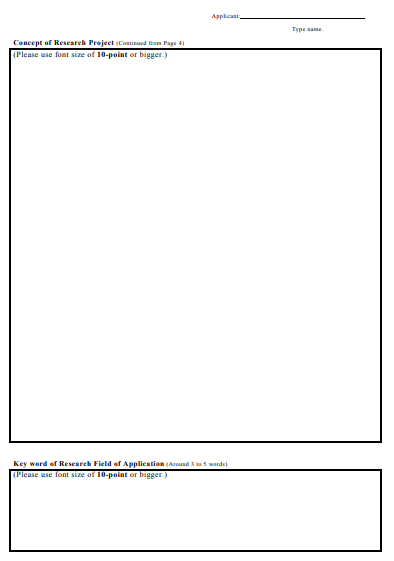 Applicant:
Type name.
Concept of Research Project (Continued from Page 4)
(Please use font size of 10-point or bigger.)
Key word of Research Field of Application (Around 3 to 5 words)
(Please use font size of 10-point or bigger.)